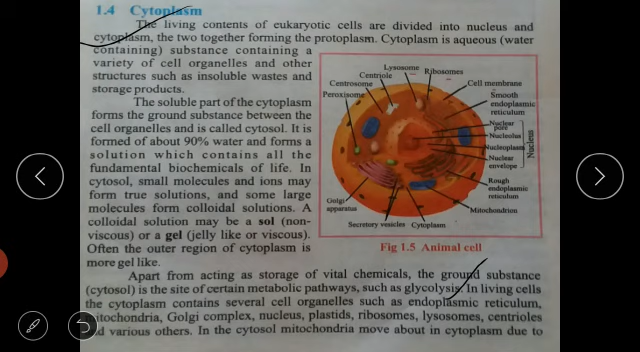 1.4 Cytoplasm
The living contents of eukaryotic cells are divided into nucleus and
cytoplasm, the two together forming the protoplasm. Cytoplasm is aqueous (water
containing) substance containing a
variety of cell organelles and other
structures such as insoluble wastes and
storage products.
The soluble part of the cytoplasm
forms the ground substance between the
cell organelles and is called cytosol. It is
formed of about 90% water and forms a
solution which contains all the
fundamental biochemicals of life. In
cytosol, small molecules and ions may
form true solutions, and some large
molecules form colloidal solutions. A
colloidal solution may be a sol (non-
viscous) or a gel (jelly like or viscous).
Often the outer region of cytoplasm is
more gel like.
Lysosome
Ribosomes
Centriole
Centrosome
Cell membrane
Peroxisome
Smooth
endoplasmic
reticulum
Nuclear
pore
Nucleolus
Nucleoplasm
Nuclear
envelope
Nucleus
Rough
endoplasmic
reticulum
Golgi
apparatus
Mitochondrion
Secretory vesicles
Cytoplasm
Fig 1.5 Animal cell
Apart from acting as storage of vital chemicals, the ground substance
(cytosol) is the site of certain metabolic pathways, such as glycolysis. In living cells
the cytoplasm contains several cell organelles such as endoplasmic reticulum,
mitochondria, Golgi complex, nucleus, plastids, ribosomes, lysosomes, centrioles
and various others. In the cytosol mitochondria move about in cytoplasm due to